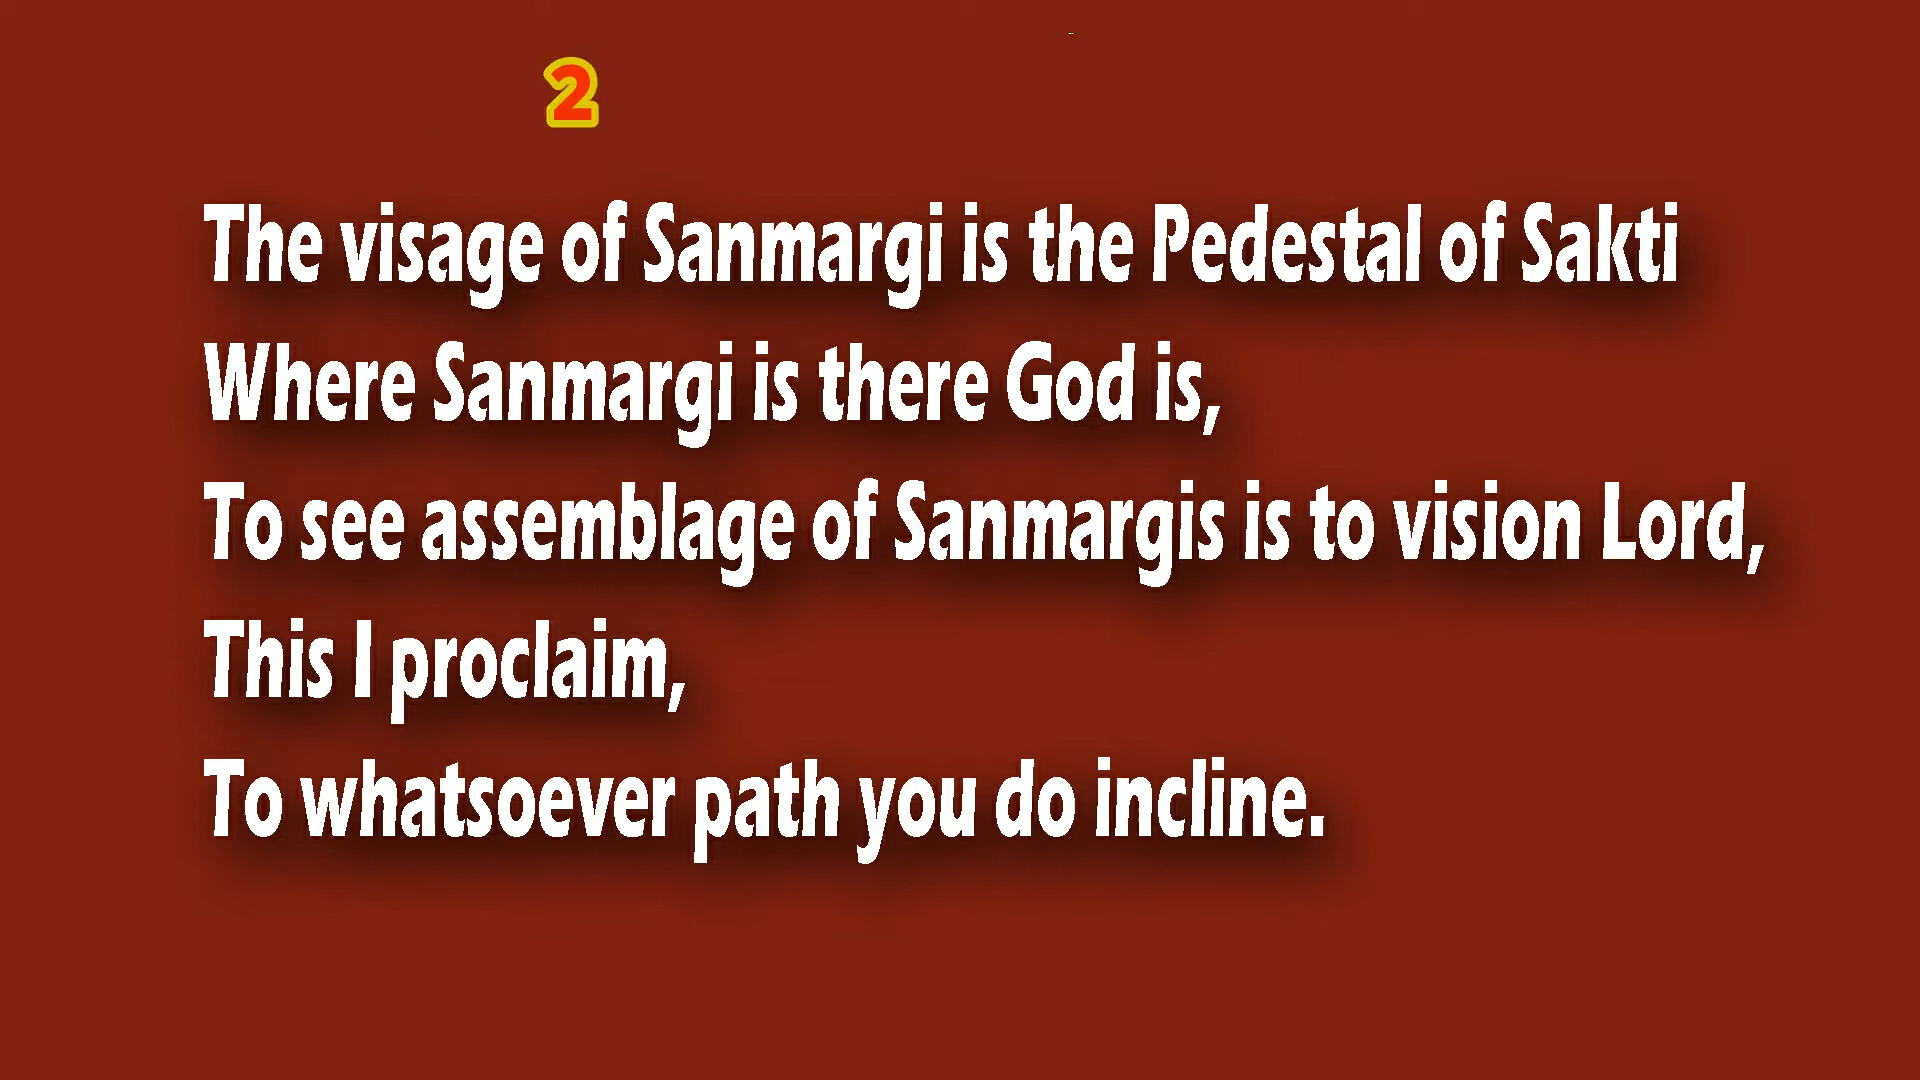 2
The visage of Sanmargi is the Pedestal of Sakti
Where Sanmargi is there God is,
To see assemblage of Sanmargis is to vision Lord,
This I proclaim,
To whatsoever path you do incline.